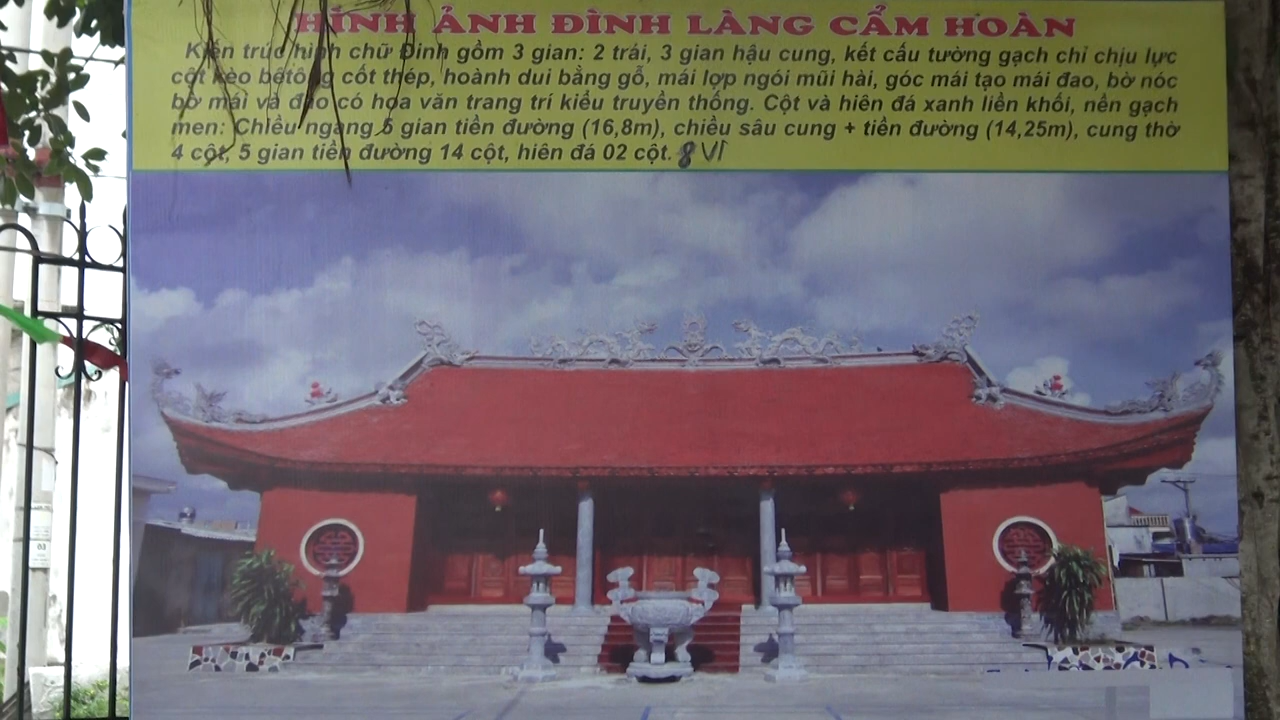 HÌNH ẢNH ĐÌNH LÀNG CẨM HOÀN
Kiến trúc hình chữ Đinh gồm 3 gian: 2 trái, 3 gian hậu cung, kết cấu tường gạch chỉ chịu lực
cột kèo bêtông cốt thép, hoành dui bằng gỗ, mái lợp ngói mũi hài, góc mái tạo mái đao, bờ nóc
bờ mái và đao có họa văn trang trí kiểu truyền thống. Cột và hiên đá xanh liền khối, nền gạch
men: Chiều ngang 5 gian tiền đường (16,8m), chiều sâu cung + tiền đường (14,25m), cung thờ
4 cột, 5 gian tiền đường 14 cột, hiên đá 02 cột.